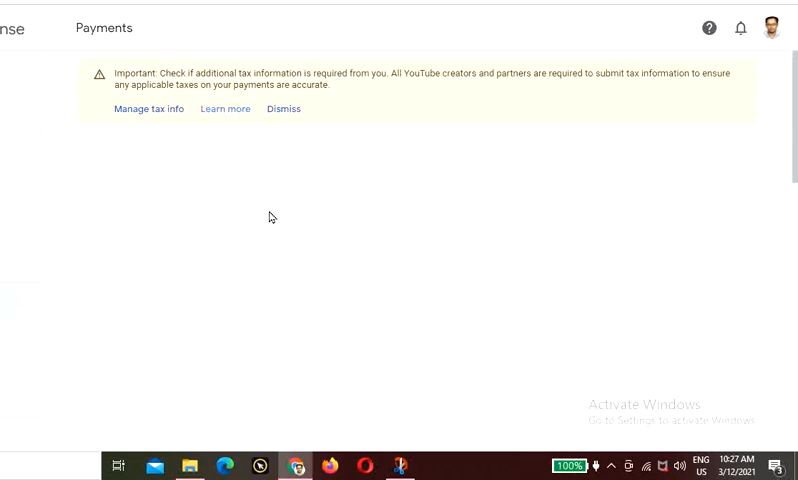 nse
Payments
Important: Check if additional tax information is required from you. All YouTube creators and partners are required to submit tax information to ensure
any applicable taxes on your payments are accurate.
Manage tax info Learn more Dismiss
Activate Windows
Go to Settings to activate Windows.
100%
ENG
US
10:27 AM
3/12/2021
3